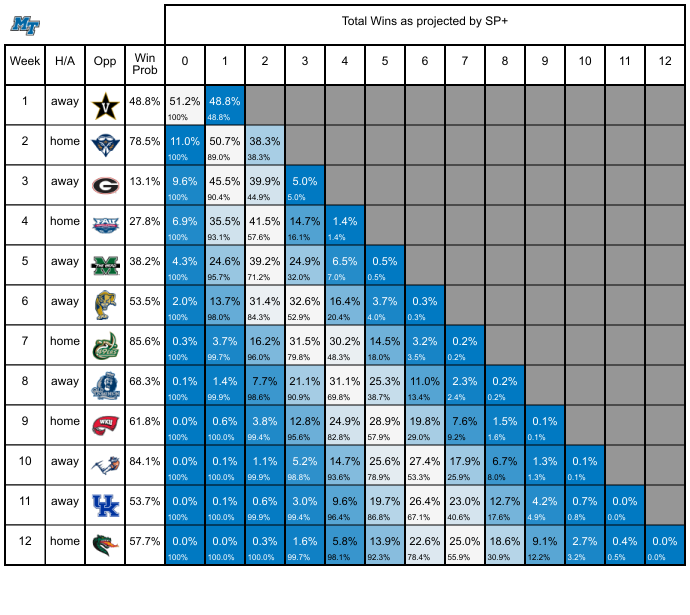 MT
Total Wins as projected by SP+
Week H/A Opp Win Prob 0 1 2 3 4 5 6 7 8 9 10 11 12
1 away V 48.8% 51.2% 48.8%
100% 48.8%
2 home 78.5% 11.0% 50.7% 38.3%
100% 89.0% 38.3%
3 away G 13.1% 9.6% 45.5% 39.9% 5.0%
100% 90.4% 44.9% 5.0%
4 home FAU 27.8% 6.9% 35.5% 41.5% 14.7% 1.4%
100% 93.1% 57.6% 16.1% 1.4%
5 away M 38.2% 4.3% 24.6% 39.2% 24.9% 6.5% 0.5%
100% 95.7% 71.2% 32.0% 7.0% 0.5%
6 away 53.5% 2.0% 13.7% 31.4% 32.6% 16.4% 3.7% 0.3%
100% 98.0% 84.3% 52.9% 20.4% 4.0% 0.3%
7 home 85.6% 0.3% 3.7% 16.2% 31.5% 30.2% 14.5% 3.2% 0.2%
100% 99.7% 96.0% 79.8% 48.3% 18.0% 3.5% 0.2%
8 away 68.3% 0.1% 1.4% 7.7% 21.1% 31.1% 25.3% 11.0% 2.3% 0.2%
100% 99.9% 98.6% 90.9% 69.8% 38.7% 13.4% 2.4% 0.2%
9 home WKU 61.8% 0.0% 0.6% 3.8% 12.8% 24.9% 28.9% 19.8% 7.6% 1.5% 0.1%
100% 100.0% 99.4% 95.6% 82.8% 57.9% 29.0% 9.2% 1.6% 0.1%
10 away 84.1% 0.0% 0.1% 1.1% 5.2% 14.7% 25.6% 27.4% 17.9% 6.7% 1.3% 0.1%
100% 100.0% 99.9% 98.8% 93.6% 78.9% 53.3% 25.9% 8.0% 1.3% 0.1%
11 away UK 53.7% 0.0% 0.1% 0.6% 3.0% 9.6% 19.7% 26.4% 23.0% 12.7% 4.2% 0.7% 0.0%
100% 100.0% 99.9% 99.4% 96.4% 86.8% 67.1% 40.6% 17.6% 4.9% 0.8% 0.0%
12 home 57.7% 0.0% 0.0% 0.3% 1.6% 5.8% 13.9% 22.6% 25.0% 18.6% 9.1% 2.7% 0.4% 0.0%
100% 100.0% 100.0% 99.7% 98.1% 92.3% 78.4% 55.9% 30.9% 12.2% 3.2% 0.5% 0.0%